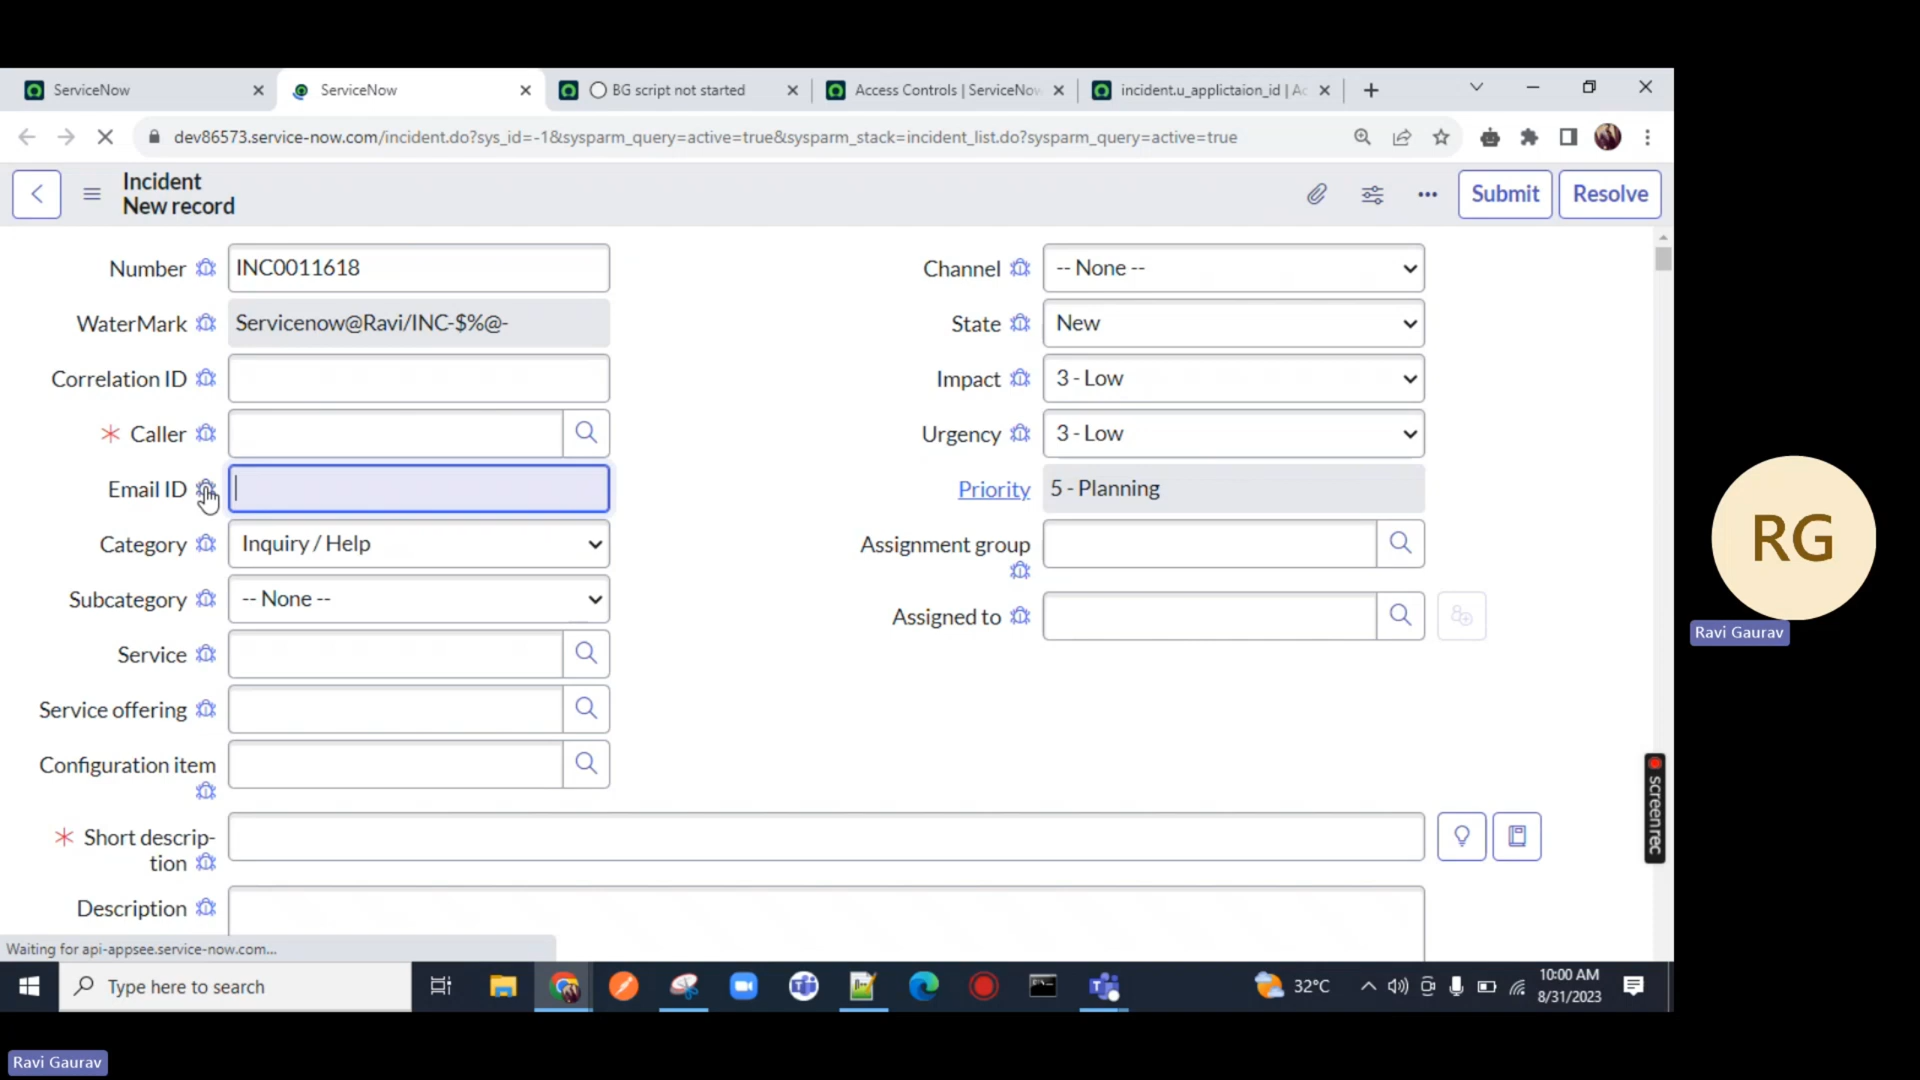 ServiceNow
ServiceNow
BG script not started
Access Controls | ServiceNow
incident.u_applictaion_id | Ac
dev86573.service-now.com/incident.do?sys_id=-1&sysparm_query=active=true&sysparm_stack=incident_list.do?sysparm_query=active=true
Incident
New record
Submit
Resolve
Number
INC0011618
Channel
-- None --
WaterMark
Servicenow@Ravi/INC-$%@-
State
New
Correlation ID
Impact
3 - Low
Caller
Urgency
3 - Low
Email ID
Priority
5 - Planning
Category
Inquiry / Help
Assignment group
Subcategory
-- None --
Assigned to
Service
Service offering
Configuration item
Short descrip-
tion
Description
screenrec
RG
Ravi Gaurav
Waiting for api-appsee.service-now.com...
Type here to search
32°C
10:00 AM
8/31/2023
Ravi Gaurav